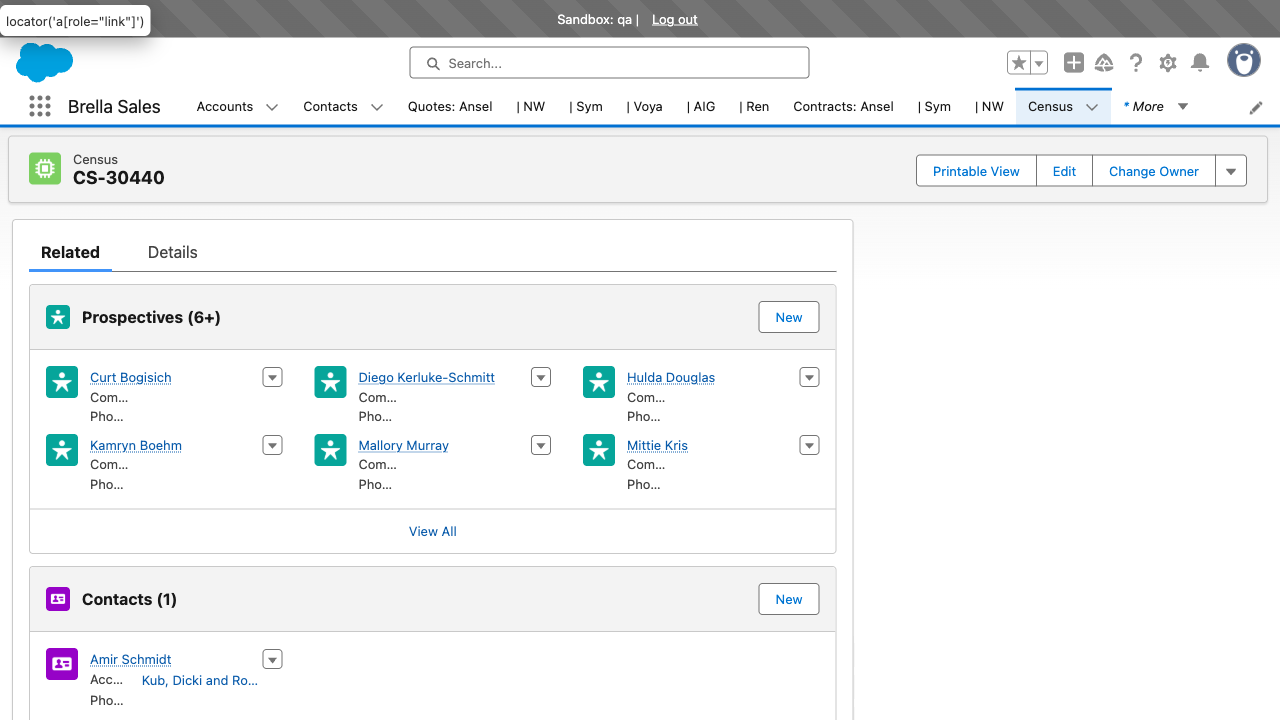 Sandbox: qa | Log out
locator('a[role="link"]')
Search...
Brella Sales
Accounts
Contacts
Quotes: Ansel
| NW
| Sym
| Voya
| AIG
| Ren
Contracts: Ansel
| Sym
| NW
Census
* More
Census
CS-30440
Printable View
Edit
Change Owner
Related
Details
Prospectives (6+)
New
Curt Bogisich
Com...
Pho...
Diego Kerluke-Schmitt
Com...
Pho...
Hulda Douglas
Com...
Pho...
Kamryn Boehm
Com...
Pho...
Mallory Murray
Com...
Pho...
Mittie Kris
Com...
Pho...
View All
Contacts (1)
New
Amir Schmidt
Acc... Kub, Dicki and Ro...
Pho...